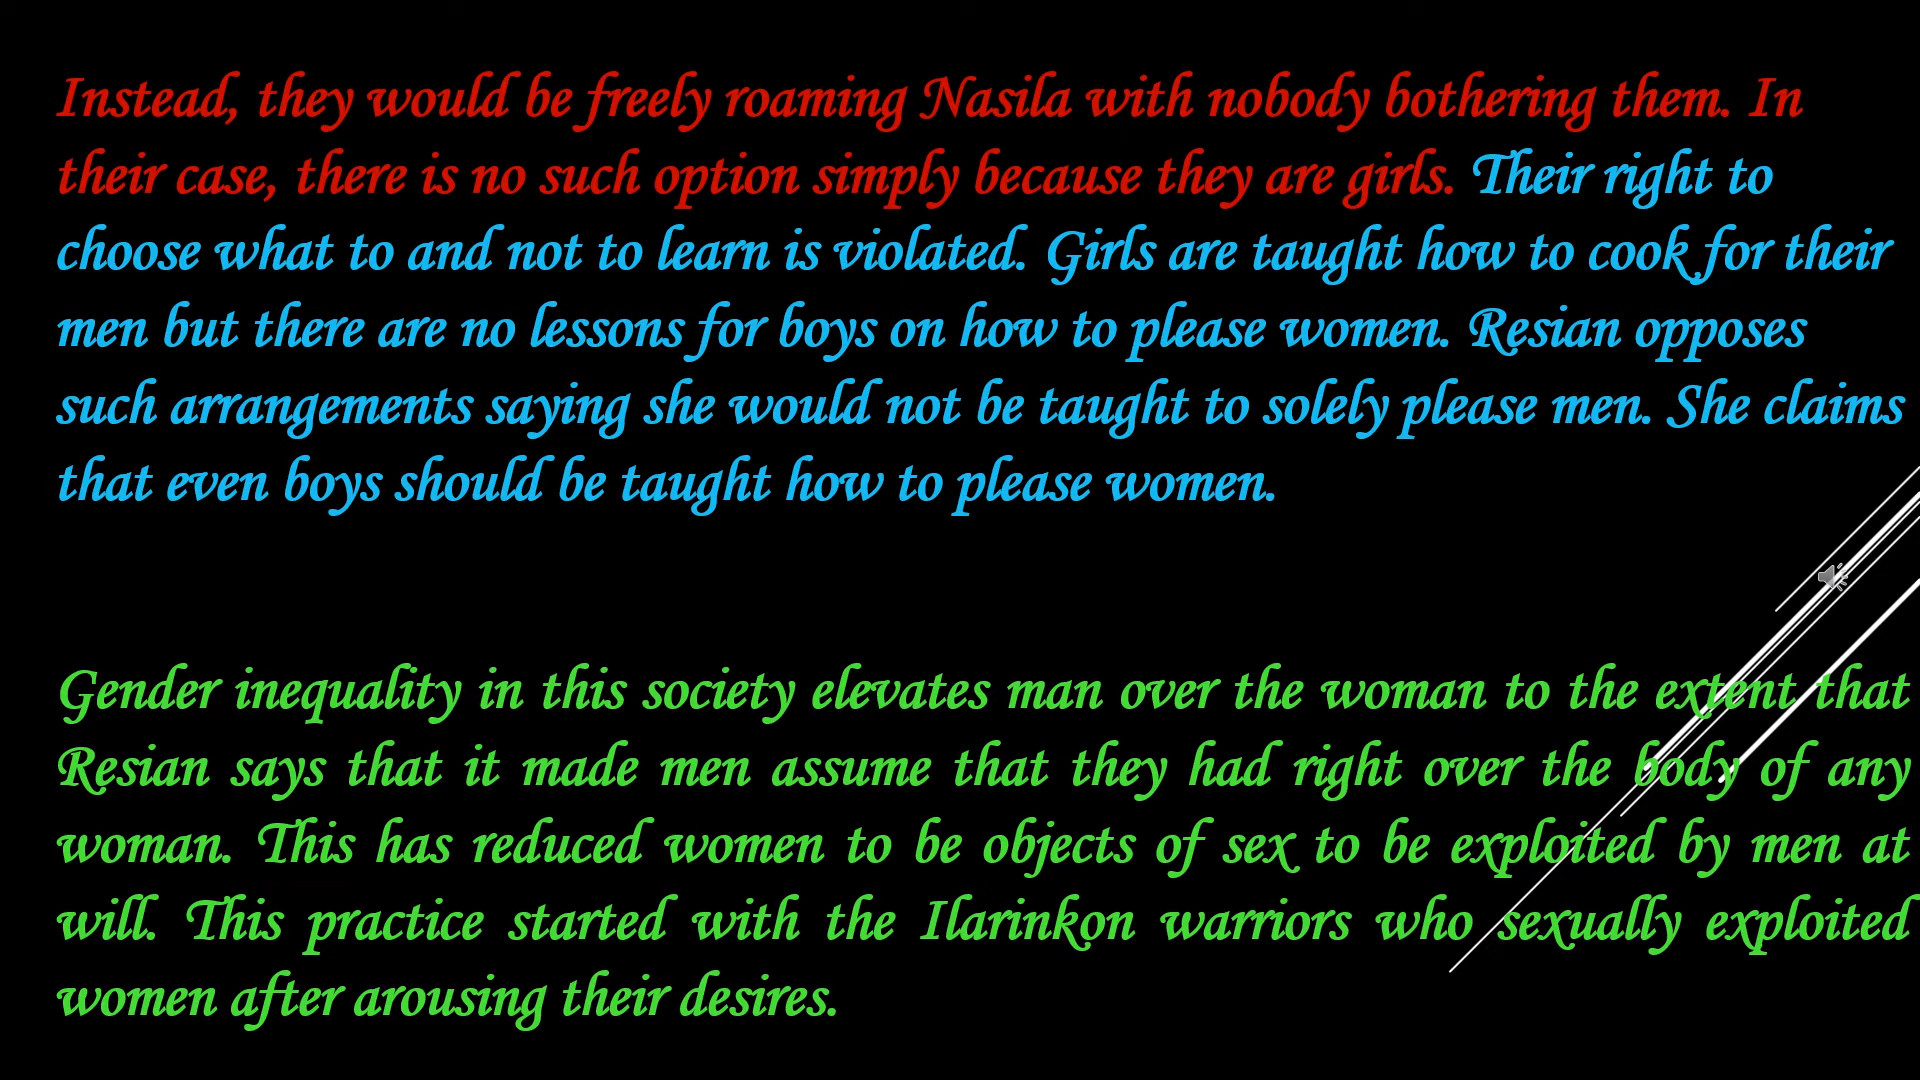 Instead, they would be freely roaming Nasila with nobody bothering them. In
their case, there is no such option simply because they are girls. Their right to
choose what to and not to learn is violated. Girls are taught how to cook for their
men but there are no lessons for boys on how to please women. Resian opposes
such arrangements saying she would not be taught to solely please men. She claims
that even boys should be taught how to please women.
Gender inequality in this society elevates man over the woman to the extent that
Resian says that it made men assume that they had right over the body of any
woman. This has reduced women to be objects of sex to be exploited by men at
will. This practice started with the Ilarinkon warriors who sexually exploited
women after arousing their desires.